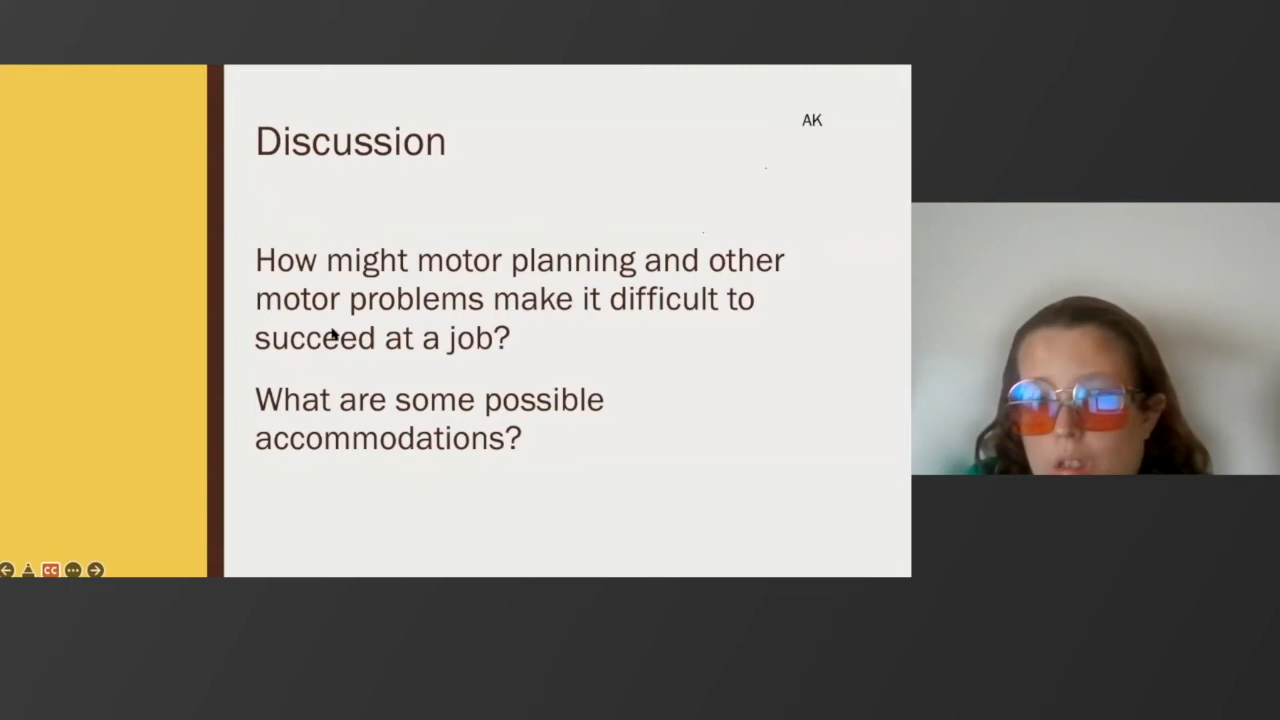 AK
Discussion
How might motor planning and other
motor problems make it difficult to
succeed at a job?
What are some possible
accommodations?
CC